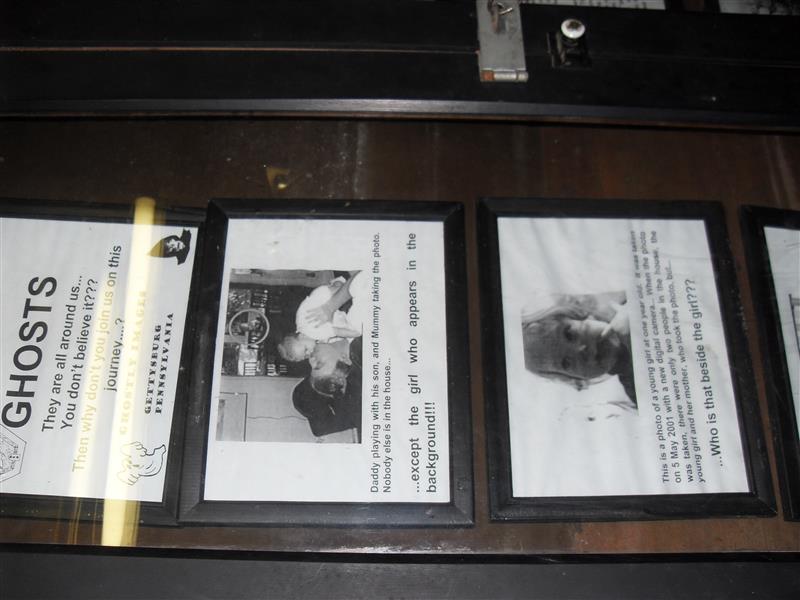 GHOSTS
They are all around us...
You don't believe it???
Then why don't you join us on this
journey....?
GHOSTLY IMAGES
GETTYSBURG
PENNSYLVANIA
Daddy playing with his son, and Mummy taking the photo.
Nobody else is in the house...
...except the girl who appears in the
background!!!
This is a photo of a young girl at one year old. It was taken
on 5 May 2001 with a new digital camera... When the photo
was taken, there were only two people in the house, the
young girl and her mother, who took the photo, but...
...Who is that beside the girl???